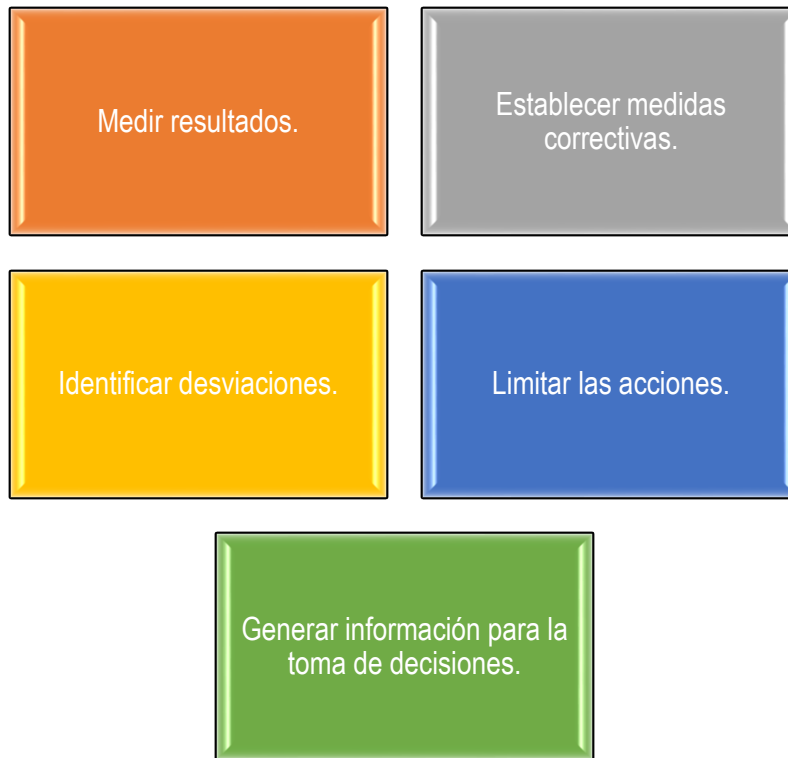 Medir resultados.
Establecer medidas
correctivas.
Identificar desviaciones.
Limitar las acciones.
Generar información para la
toma de decisiones.